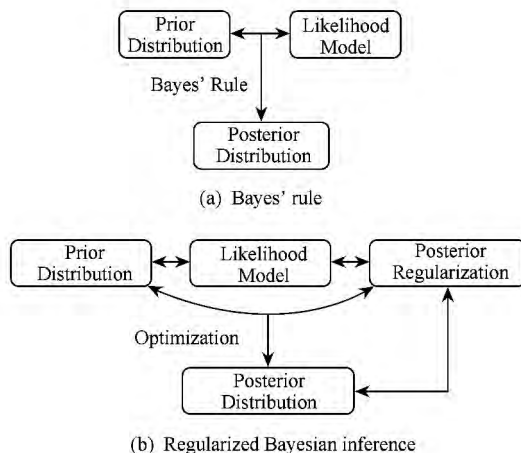 Prior
Distribution
Likelihood
Model
Bayes’ Rule
Posterior
Distribution
(a) Bayes’ rule
Prior
Distribution
Likelihood
Model
Posterior
Regularization
Optimization
Posterior
Distribution
(b) Regularized Bayesian inference